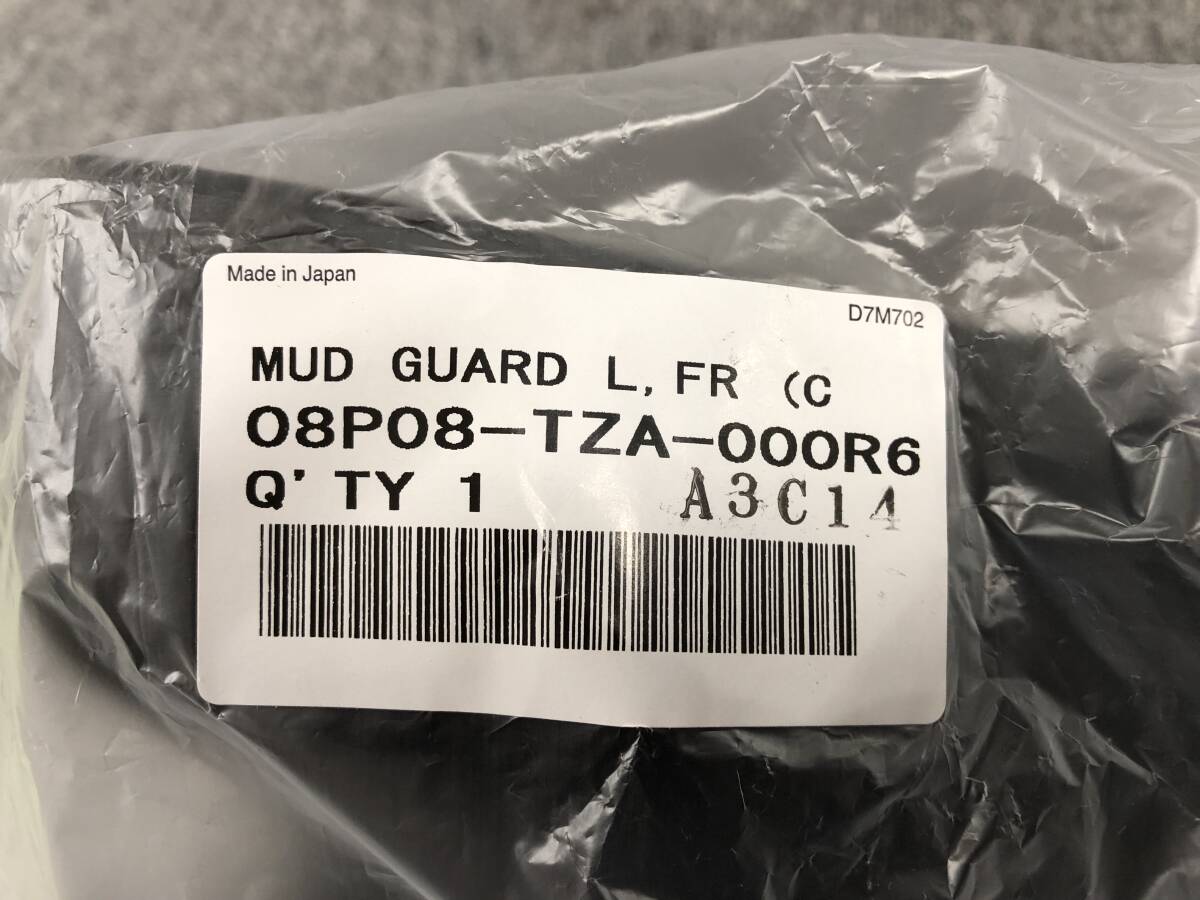 Made in Japan
D7M702
MUD GUARD L, FR (C
08P08-TZA-000R6
Q'TY 1
A3C14